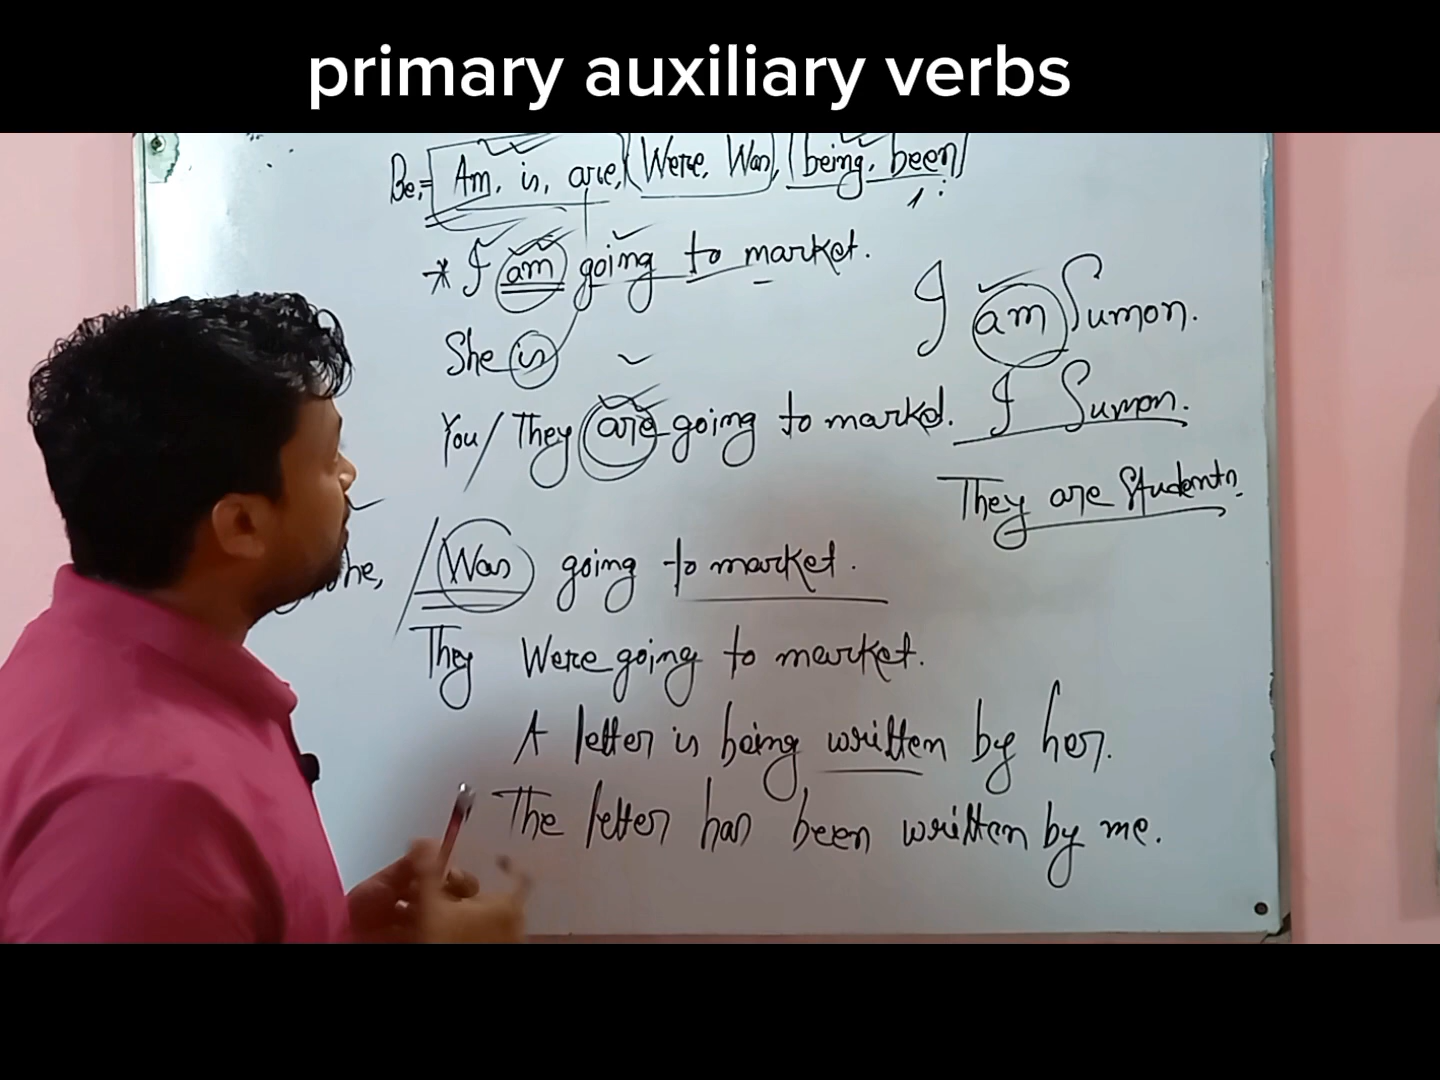 primary auxiliary verbs
Be,= Am, is, are, Were, Was, being, been
* I am going to market.
I am Sumon.
She is
You/ They are going to market.
I Sumon.
They are Students.
he, / Was going to market.
They Were going to market.
A letter is being written by her.
The letter has been written by me.